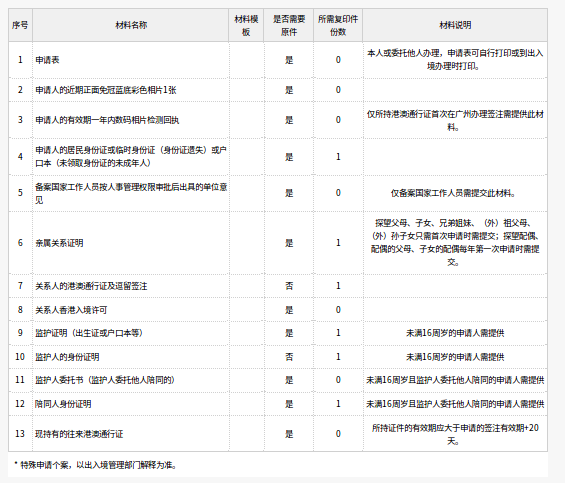 序号 材料名称 材料模板 是否需要原件 所需复印件份数 材料说明
1 申请表 是 0 本人或委托他人办理，申请表可自行打印或到出入
境办理时打印。
2 申请人的近期正面免冠蓝底彩色相片1张 是 0
3 申请人的有效期一年内数码相片检测回执 是 0 仅所持港澳通行证首次在广州办理签注需提供此材
料。
4 申请人的居民身份证或临时身份证（身份证遗失）或户
口本（未领取身份证的未成年人） 是 1
5 备案国家工作人员按人事管理权限审批后出具的单位意
见 是 0 仅备案国家工作人员需提交此材料。
6 亲属关系证明 是 1 探望父母、子女、兄弟姐妹、（外）祖父母、
（外）孙子女只需首次申请时需提交；探望配偶、
配偶的父母、子女的配偶每年第一次申请时需提
交。
7 关系人的港澳通行证及逗留签注 否 1
8 关系人香港入境许可 是 0
9 监护证明（出生证或户口本等） 是 1 未满16周岁的申请人需提供
10 监护人的身份证明 否 1 未满16周岁的申请人需提供
11 监护人委托书（监护人委托他人陪同的） 是 0 未满16周岁且监护人委托他人陪同的申请人需提供
12 陪同人身份证明 是 1 未满16周岁且监护人委托他人陪同的申请人需提供
13 现持有的往来港澳通行证 是 0 所持证件的有效期应大于申请的签注有效期+20
天。
* 特殊申请个案，以出入境管理部门解释为准。